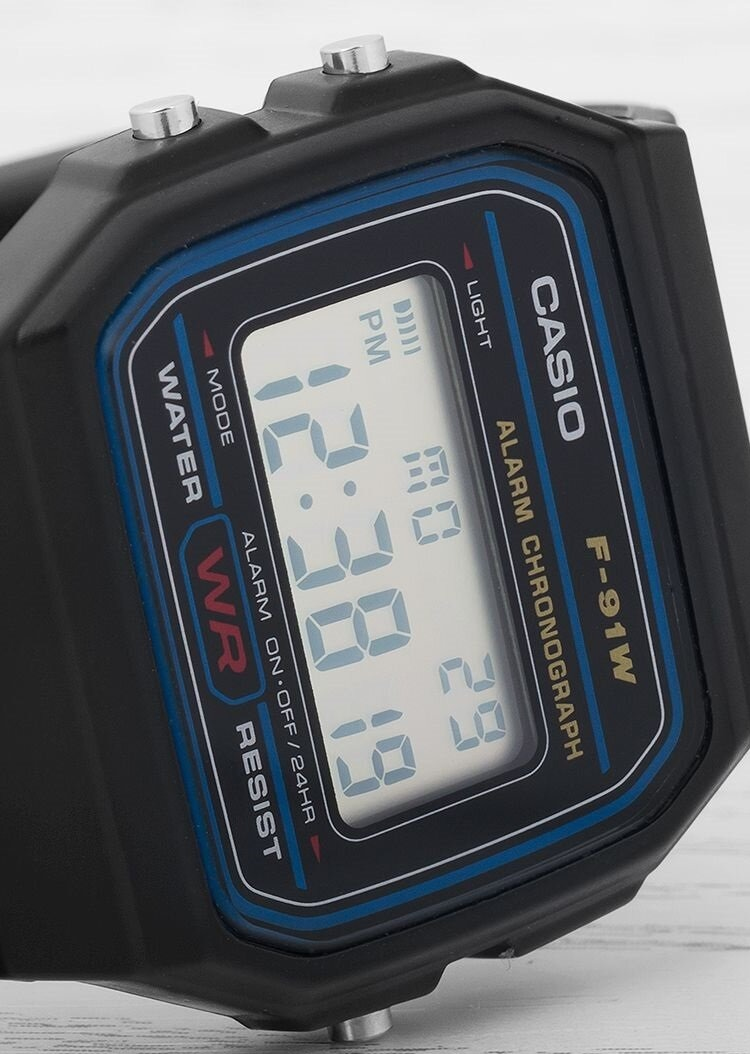 CASIO F-91W
ALARM CHRONOGRAPH
LIGHT
PM MO 29
12:38 19
MODE ALARM ON·OFF/24HR
WATER WR RESIST